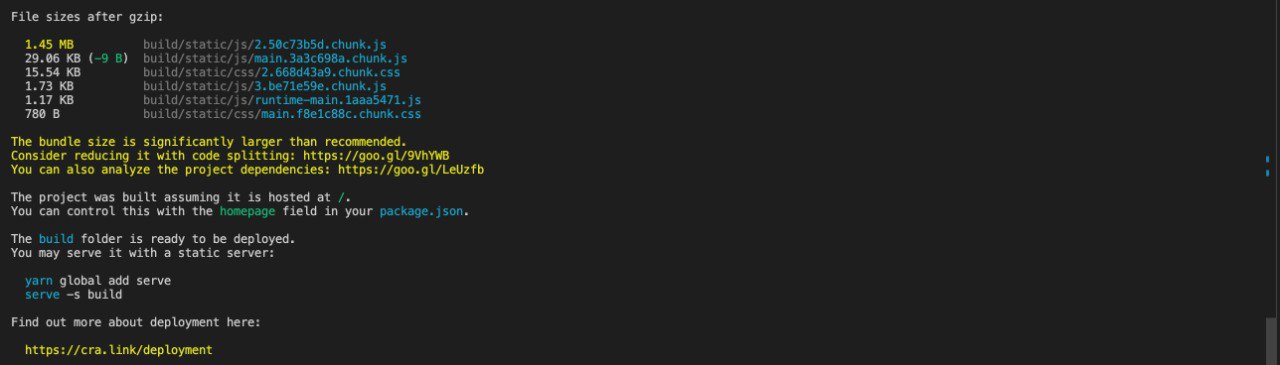 File sizes after gzip:
1.45 MB build/static/js/2.50c73b5d.chunk.js
29.06 KB (-9 B) build/static/js/main.3a3c698a.chunk.js
15.54 KB build/static/css/2.668d43a9.chunk.css
1.73 KB build/static/js/3.be71e59e.chunk.js
1.17 KB build/static/js/runtime-main.1aaa5471.js
780 B build/static/css/main.f8e1c88c.chunk.css
The bundle size is significantly larger than recommended.
Consider reducing it with code splitting: https://goo.gl/9VhYWB
You can also analyze the project dependencies: https://goo.gl/LeUzfb
The project was built assuming it is hosted at /.
You can control this with the homepage field in your package.json.
The build folder is ready to be deployed.
You may serve it with a static server:
yarn global add serve
serve -s build
Find out more about deployment here:
https://cra.link/deployment